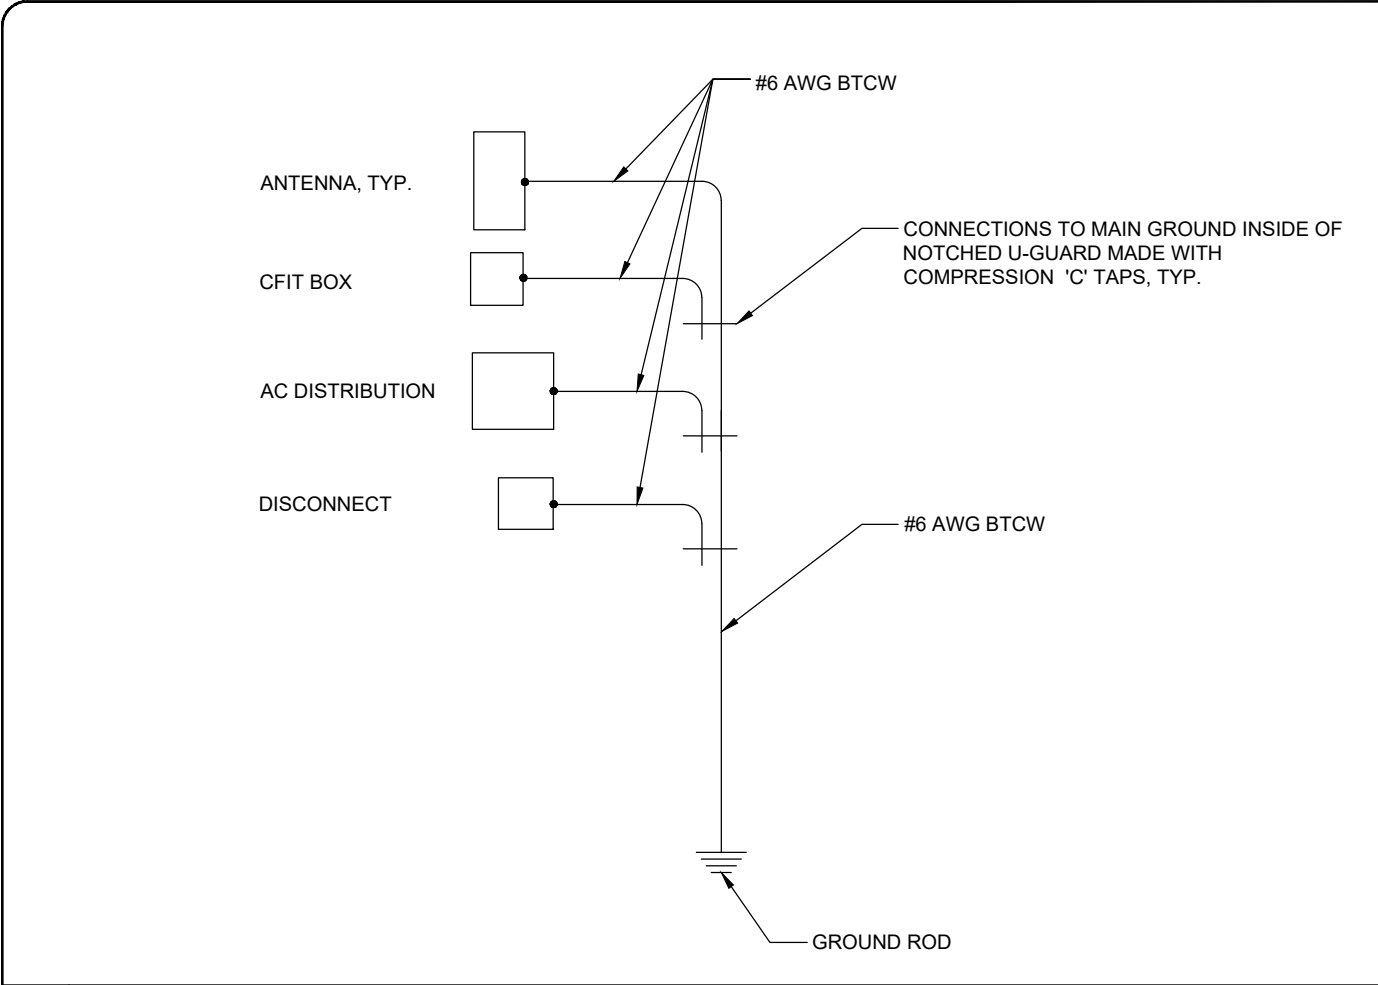 #6 AWG BTCW
ANTENNA, TYP.
CONNECTIONS TO MAIN GROUND INSIDE OF
NOTCHED U-GUARD MADE WITH
COMPRESSION 'C' TAPS, TYP.
CFIT BOX
AC DISTRIBUTION
DISCONNECT
#6 AWG BTCW
GROUND ROD